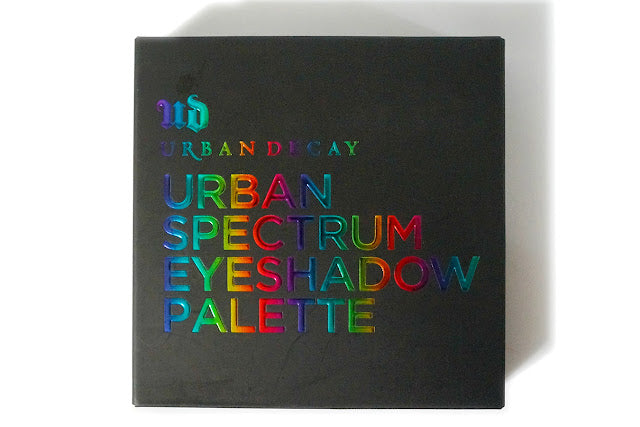 UD
URBAN DECAY
URBAN
SPECTRUM
EYESHADOW
PALETTE